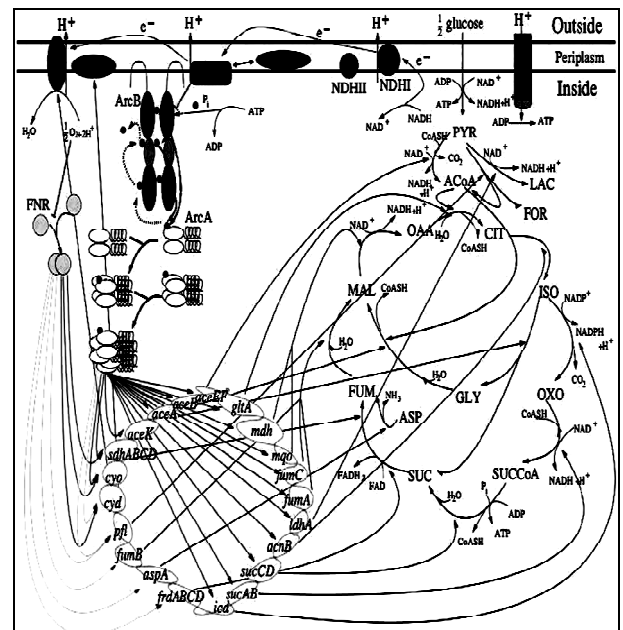 H+ H+ H+ ½ glucose H+ Outside
e- e- Periplasm
e- Inside
NDHII NDHI
ADP NAD+
ATP NADH+H+
ADP ATP
ArcB
Pi ATP
ADP
NADH
NAD+
H2O ½O2+2H+
CoASH PYR
NAD+ CO2 NAD+ NADH+H+
NADH +H+ ACoA LAC
FOR
FNR
ArcA
NADH+H+
NAD+ OAA H2O CIT
CoASH
MAL CoASH ISO
NADP+
NADPH +H+
H2O
CO2
H2O
FUM NH3 GLY OXO
ASP CoASH NAD+
FADH2 FAD SUC SUCCoA NADH+H+
H2O Pi ADP
ATP
CoASH
aceEF
aceB
aceA gltA
aceK mdh
sdhABCD mqo
cyo fumC
cyd fumA
pfl ldhA
fumB acnB
aspA sucCD
frdABCD sucAB
icd